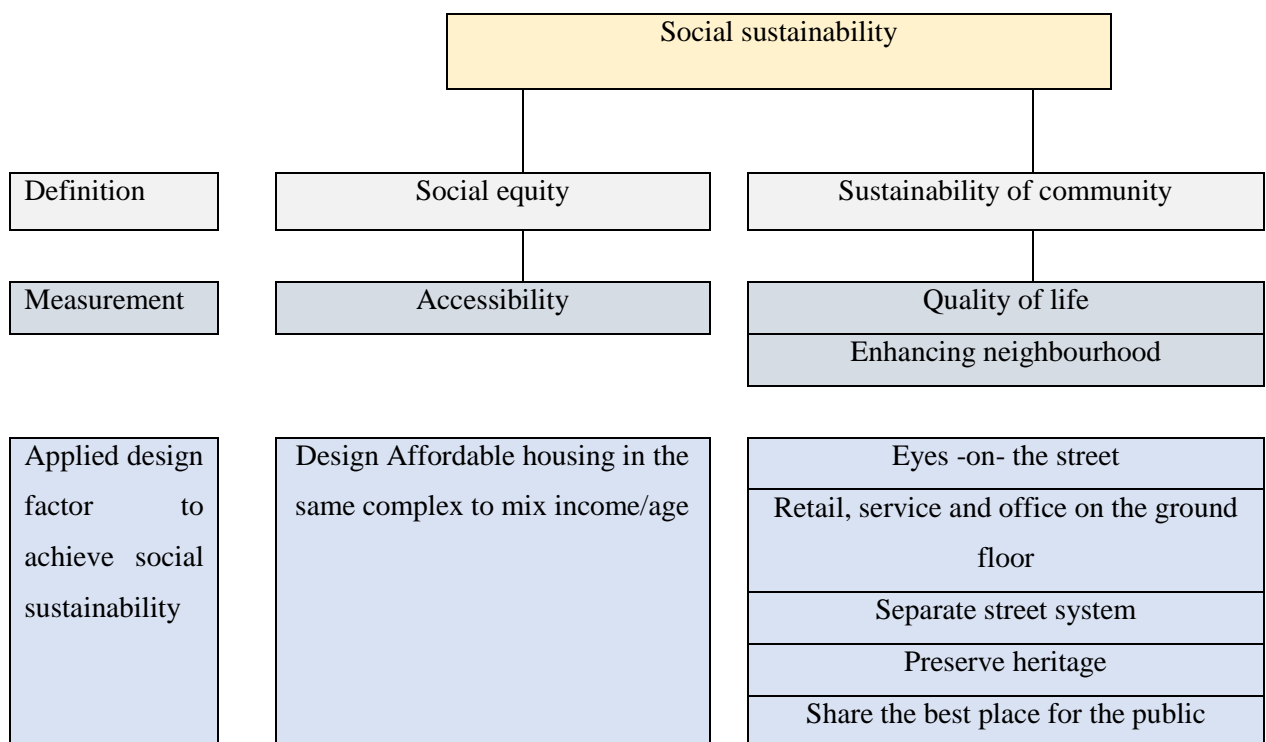 Social sustainability
Definition
Social equity
Sustainability of community
Measurement
Accessibility
Quality of life
Enhancing neighbourhood
Applied design
factor to
achieve social
sustainability
Design Affordable housing in the
same complex to mix income/age
Eyes -on- the street
Retail, service and office on the ground
floor
Separate street system
Preserve heritage
Share the best place for the public